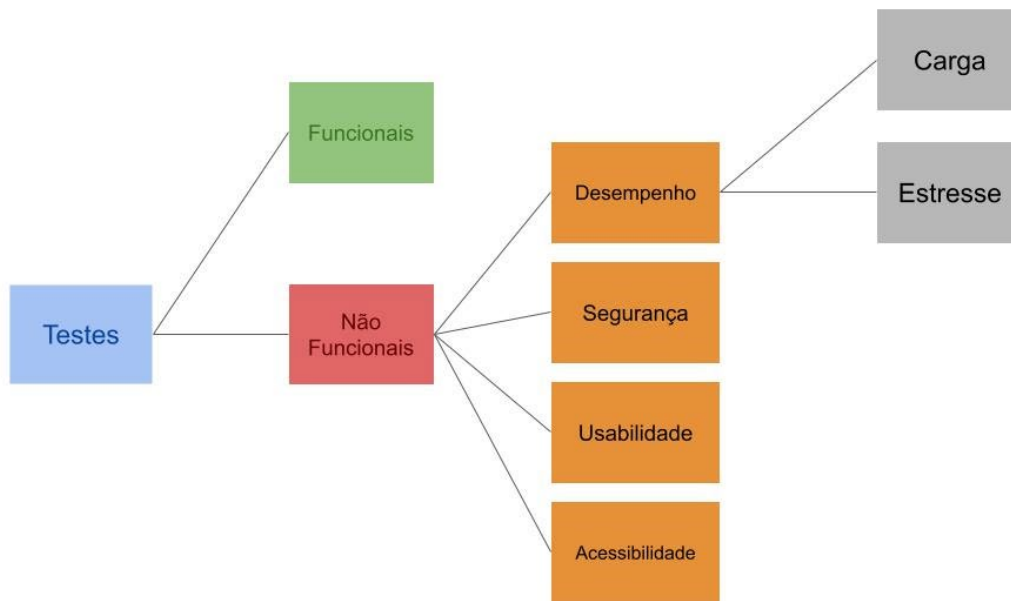 Testes
Funcionais
Não
Funcionais
Desempenho
Segurança
Usabilidade
Acessibilidade
Carga
Estresse